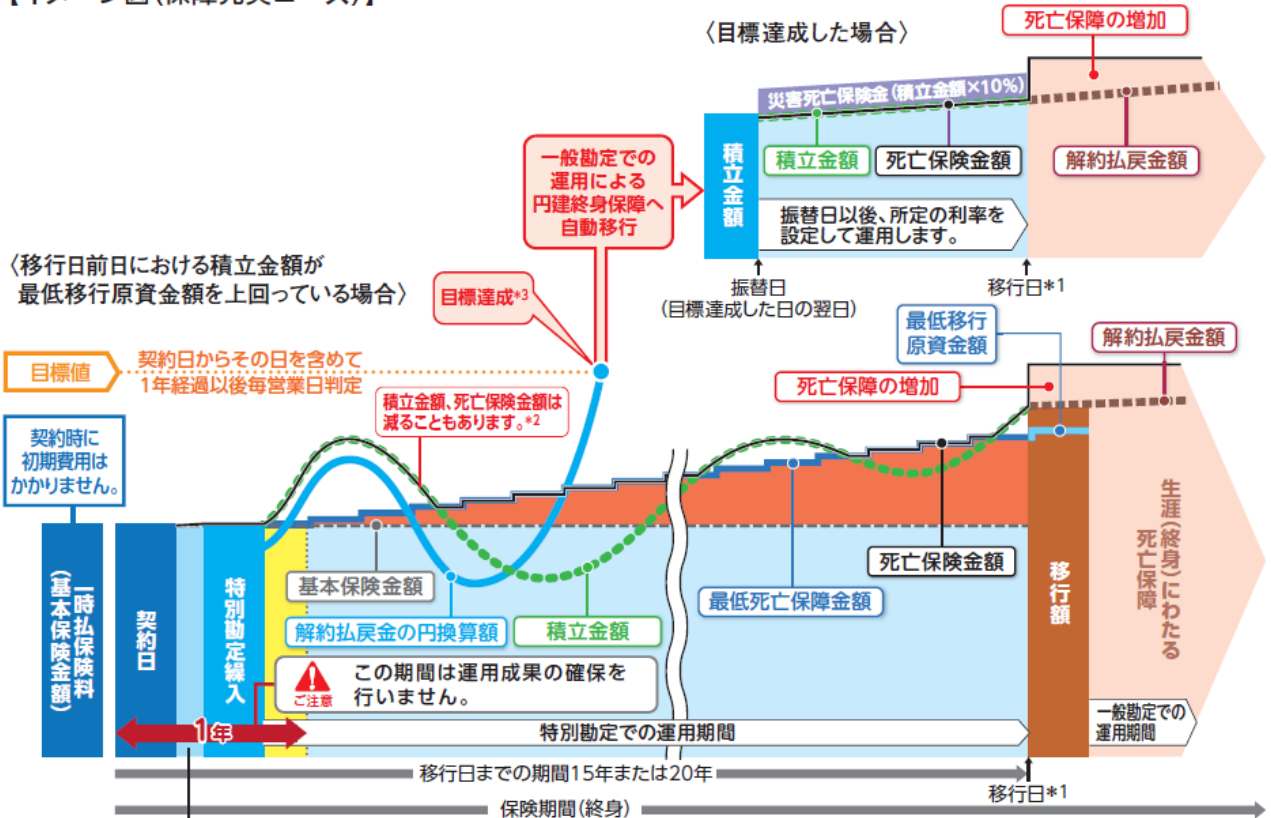 【イメージ図(保障充実コース)】
〈目標達成した場合〉
死亡保障の増加
災害死亡保険金(積立金額×10%)
積立金額
積立金額
死亡保険金額
解約払戻金額
振替日以後、所定の利率を
設定して運用します。
振替日
(目標達成した日の翌日)
移行日*1
一般勘定での
運用による
円建終身保障へ
自動移行
〈移行日前日における積立金額が
最低移行原資金額を上回っている場合〉
目標達成*3
目標値
契約日からその日を含めて
1年経過以後毎営業日判定
積立金額、死亡保険金額は
減ることもあります。*2
最低移行
原資金額
解約払戻金額
死亡保障の増加
契約時に
初期費用は
かかりません。
一時払保険料
(基本保険金額)
契約日
特別勘定繰入
基本保険金額
解約払戻金の円換算額
積立金額
最低死亡保障金額
死亡保険金額
移行額
生涯(終身)にわたる
死亡保障
ご注意
この期間は運用成果の確保を
行いません。
1年
特別勘定での運用期間
一般勘定での
運用期間
移行日までの期間15年または20年
移行日*1
保険期間(終身)